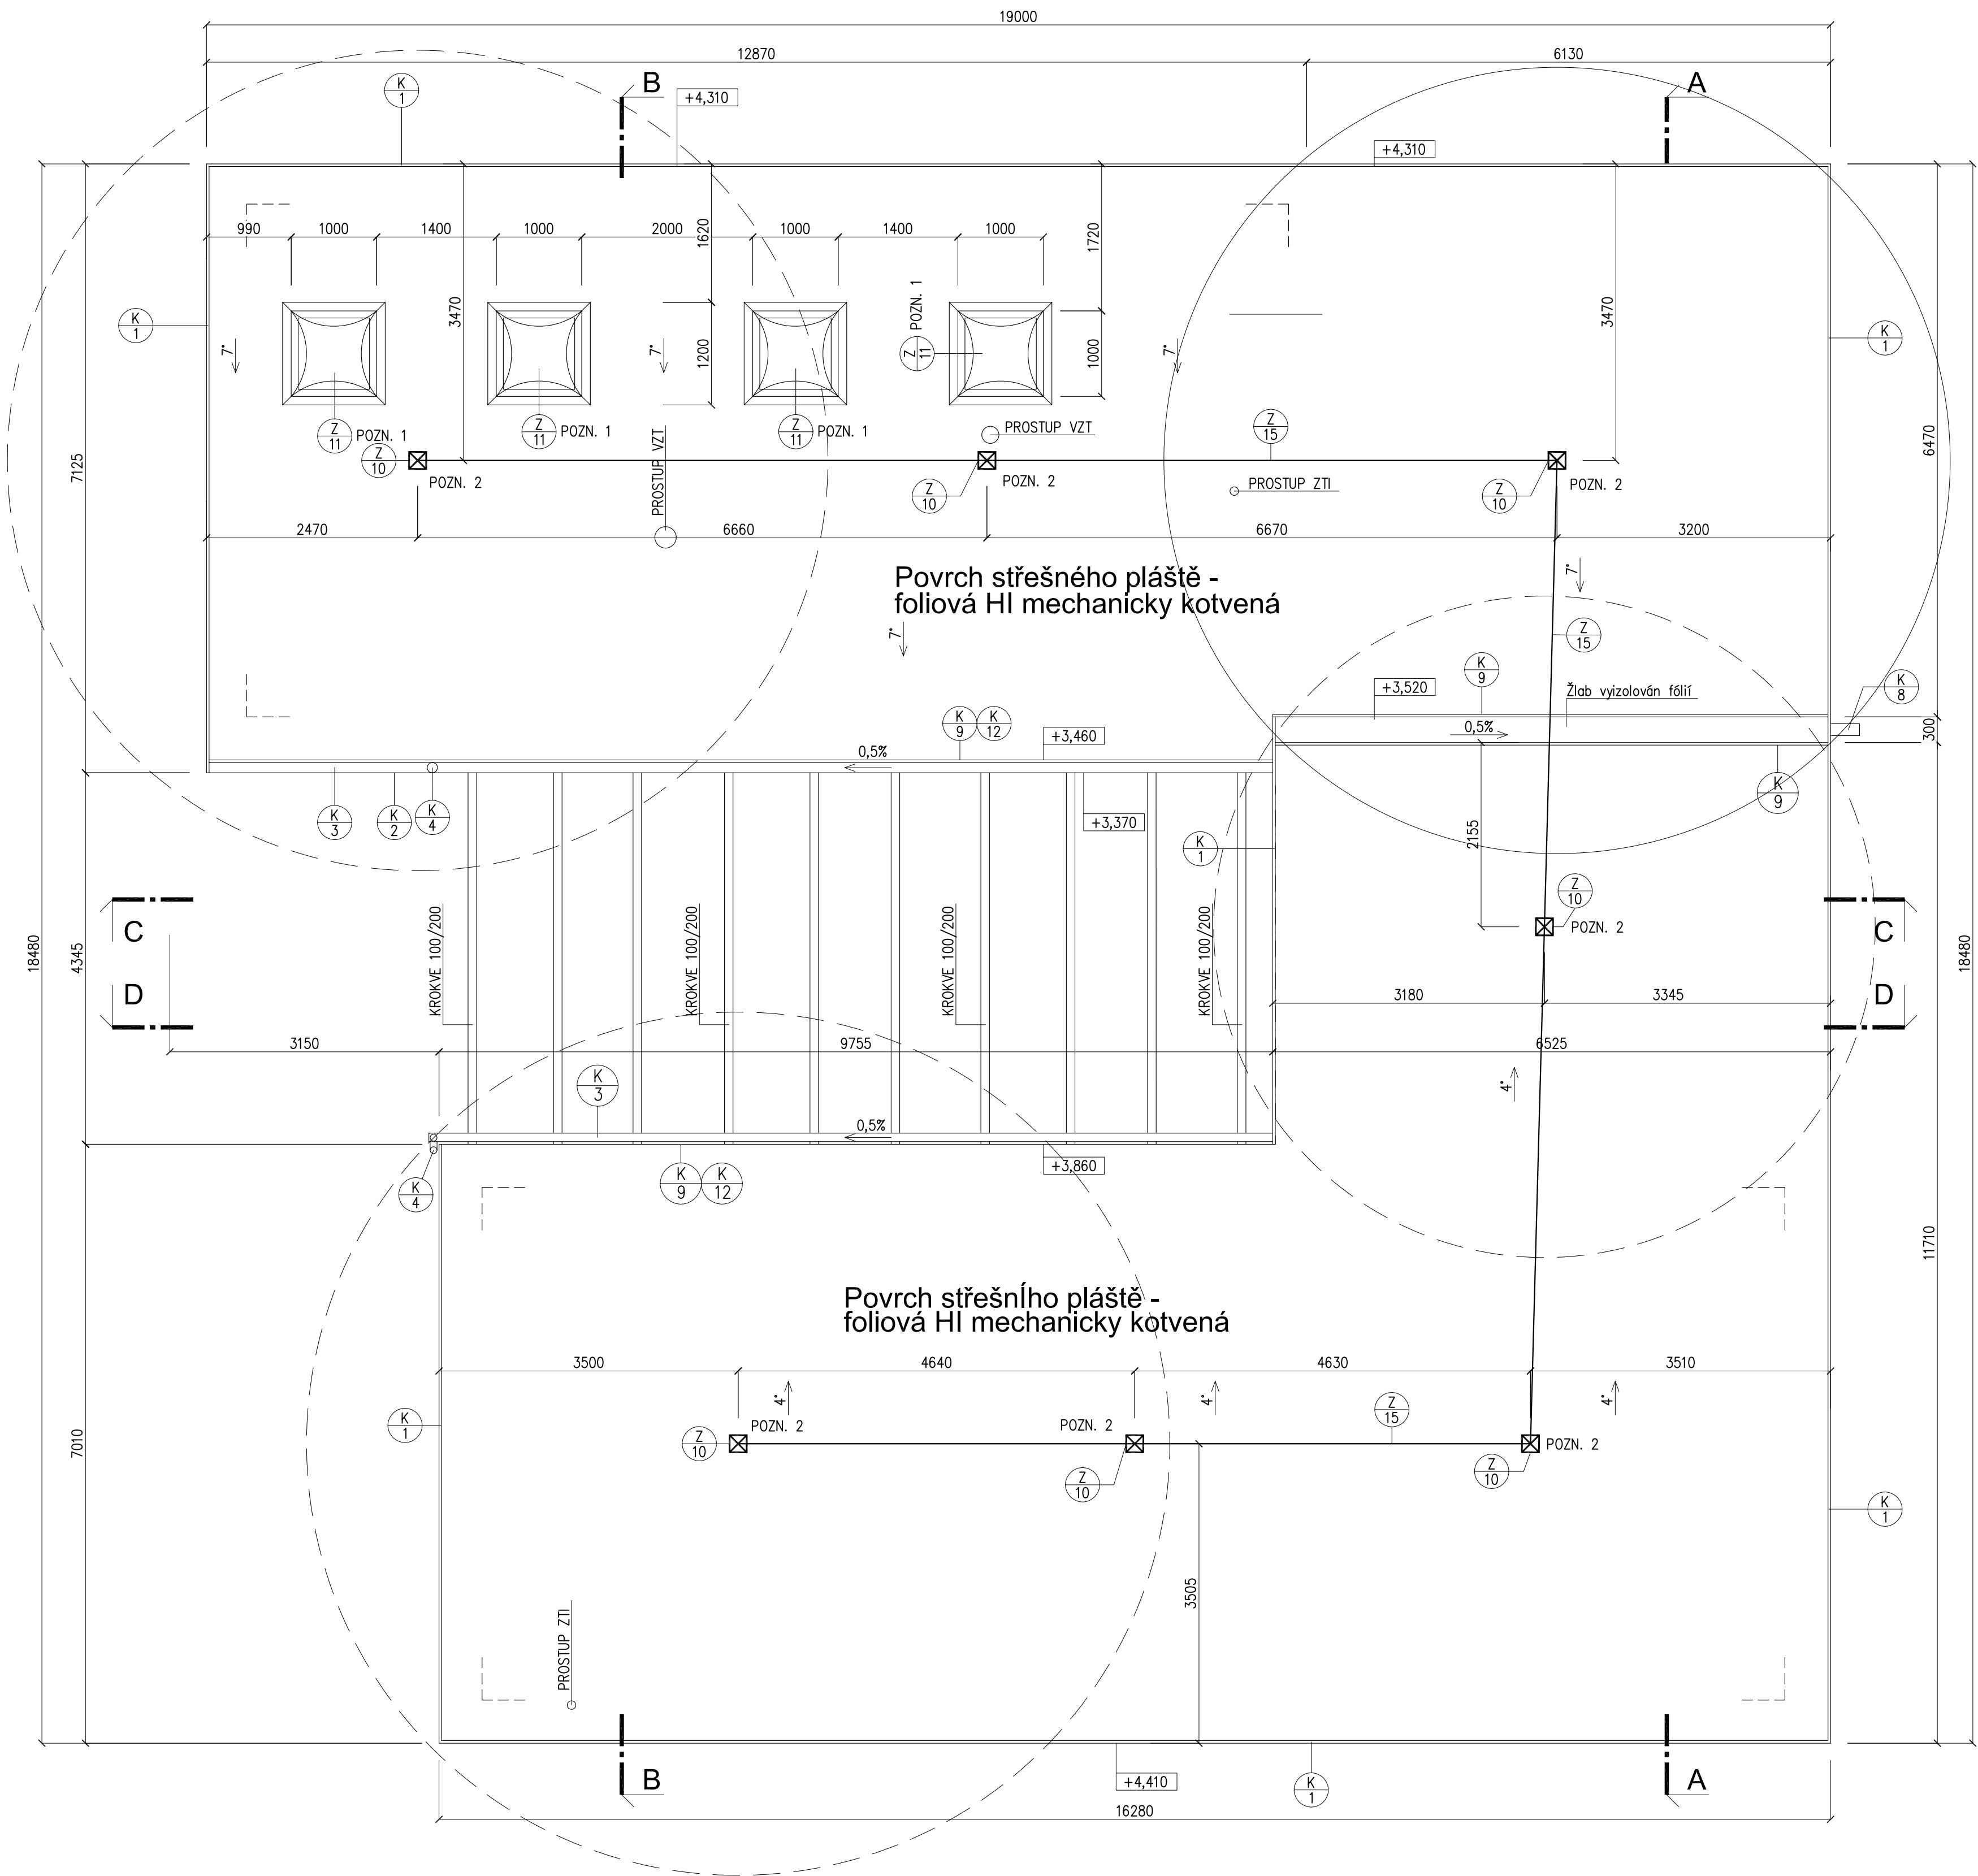 19000
12870
6130
B
A
K
1
+4,310
+4,310
990
1000
1400
1000
2000
1000
1400
1000
1620
1720
3470
3470
1200
1000
K
1
K
1
7°
7°
7°
Z
11
POZN. 1
Z
11
POZN. 1
Z
11
POZN. 1
Z
11
POZN. 1
Z
10
POZN. 2
PROSTUP VZT
PROSTUP VZT
Z
15
Z
10
POZN. 2
PROSTUP ZTI
Z
10
POZN. 2
7125
6470
2470
6660
6670
3200
Povrch střešného pláště -
foliová HI mechanicky kotvená
7°
7°
Z
15
K
9
+3,520
Žlab vyizolován fólií
K
8
0,5%
300
K
9
K
12
+3,460
0,5%
K
3
K
2
K
4
+3,370
K
1
2155
K
9
Z
10
POZN. 2
C
C
D
D
18480
4345
18480
KROKVE 100/200
KROKVE 100/200
KROKVE 100/200
KROKVE 100/200
3180
3345
3150
9755
6525
K
3
4°
0,5%
K
4
K
9
K
12
+3,860
11710
Povrch střešnÍho pláště -
foliová HI mechanicky kotvená
3500
4640
4630
3510
4°
4°
4°
K
1
Z
10
POZN. 2
POZN. 2
Z
10
Z
15
Z
10
POZN. 2
7010
K
1
3505
PROSTUP ZTI
B
+4,410
K
1
A
16280